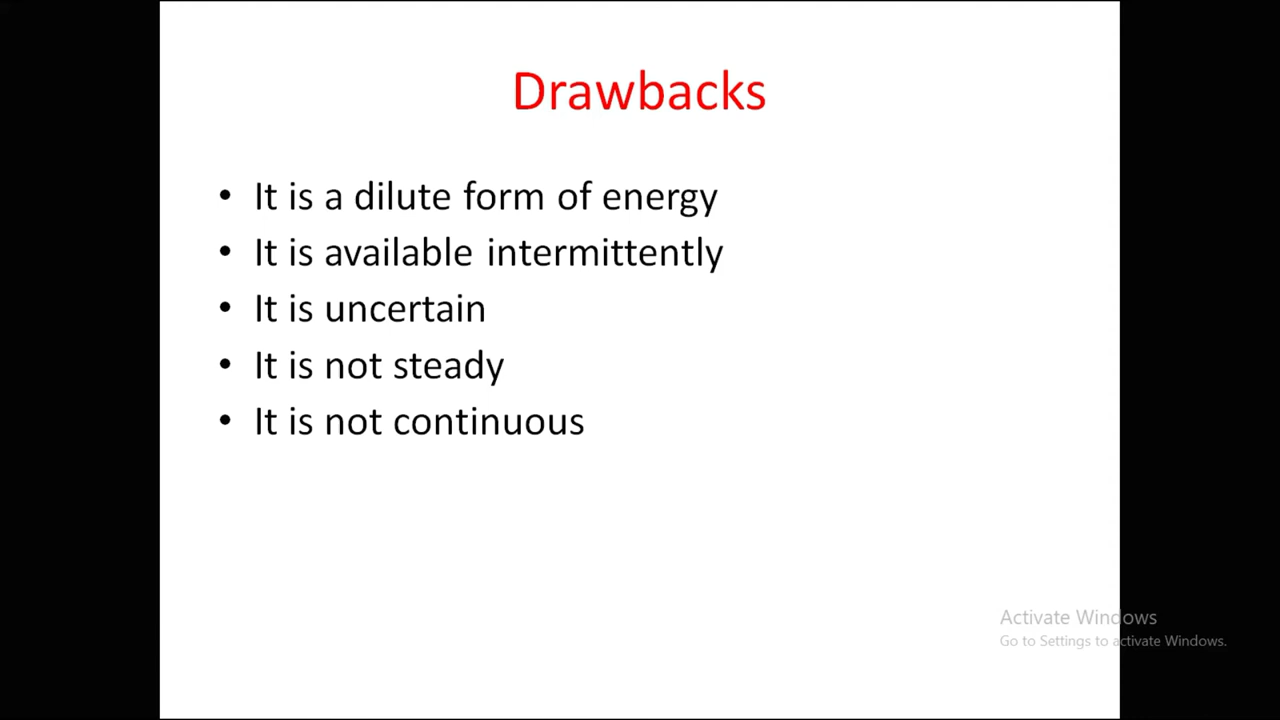 Drawbacks
• It is a dilute form of energy
• It is available intermittently
• It is uncertain
• It is not steady
• It is not continuous
Activate Windows
Go to Settings to activate Windows.